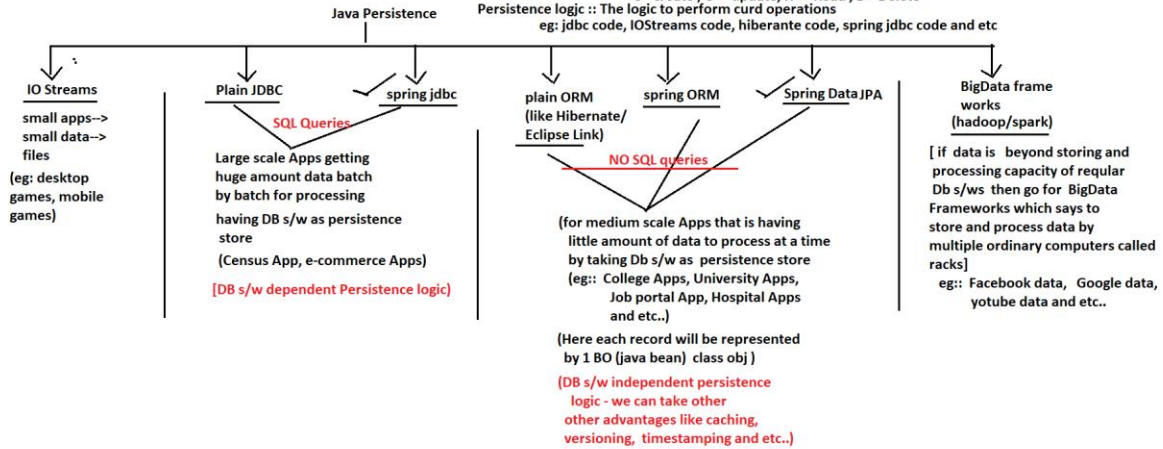 Java Persistence
Persistence logic :: The logic to perform curd operations
eg: jdbc code, IOStreams code, hiberante code, spring jdbc code and etc
IO Streams
small apps-->
small data-->
files
(eg: desktop
games, mobile
games)
Plain JDBC
spring jdbc
SQL Queries
Large scale Apps getting
huge amount data batch
by batch for processing
having DB s/w as persistence
store
(Census App, e-commerce Apps)
[DB s/w dependent Persistence logic)
plain ORM
(like Hibernate/
Eclipse Link)
spring ORM
Spring Data JPA
NO SQL queries
(for medium scale Apps that is having
little amount of data to process at a time
by taking Db s/w as persistence store
(eg:: College Apps, University Apps,
Job portal App, Hospital Apps
and etc..)
(Here each record will be represented
by 1 BO (java bean) class obj )
(DB s/w independent persistence
logic - we can take other
other advantages like caching,
versioning, timestamping and etc..)
BigData frame
works
(hadoop/spark)
[ if data is beyond storing and
processing capacity of reqular
Db s/ws then go for BigData
Frameworks which says to
store and process data by
multiple ordinary computers called
racks]
eg:: Facebook data, Google data,
yotube data and etc..